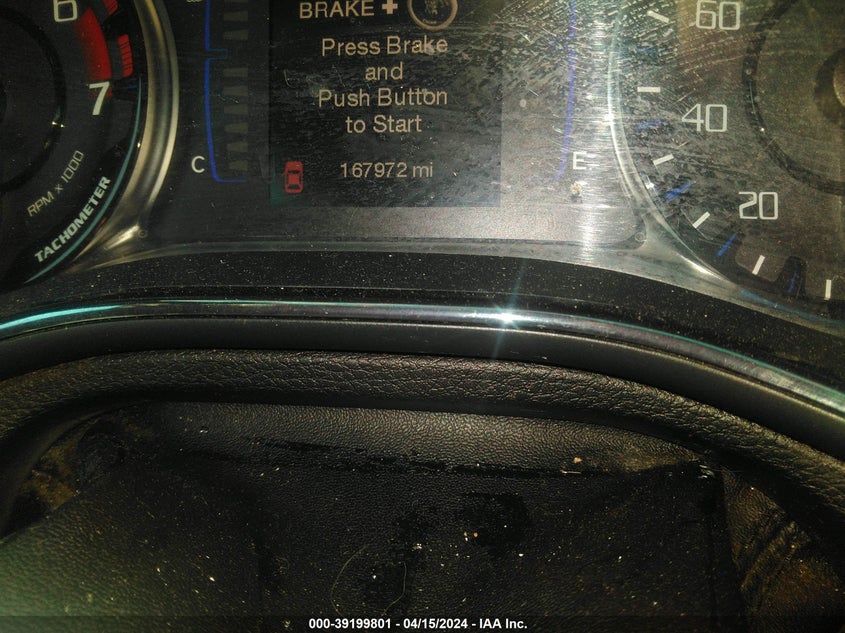 6
7
RPM x 1000
TACHOMETER
C
BRAKE +
Press Brake
and
Push Button
to Start
167972 mi
E
60
40
20
000-39199801 - 04/15/2024 - IAA Inc.